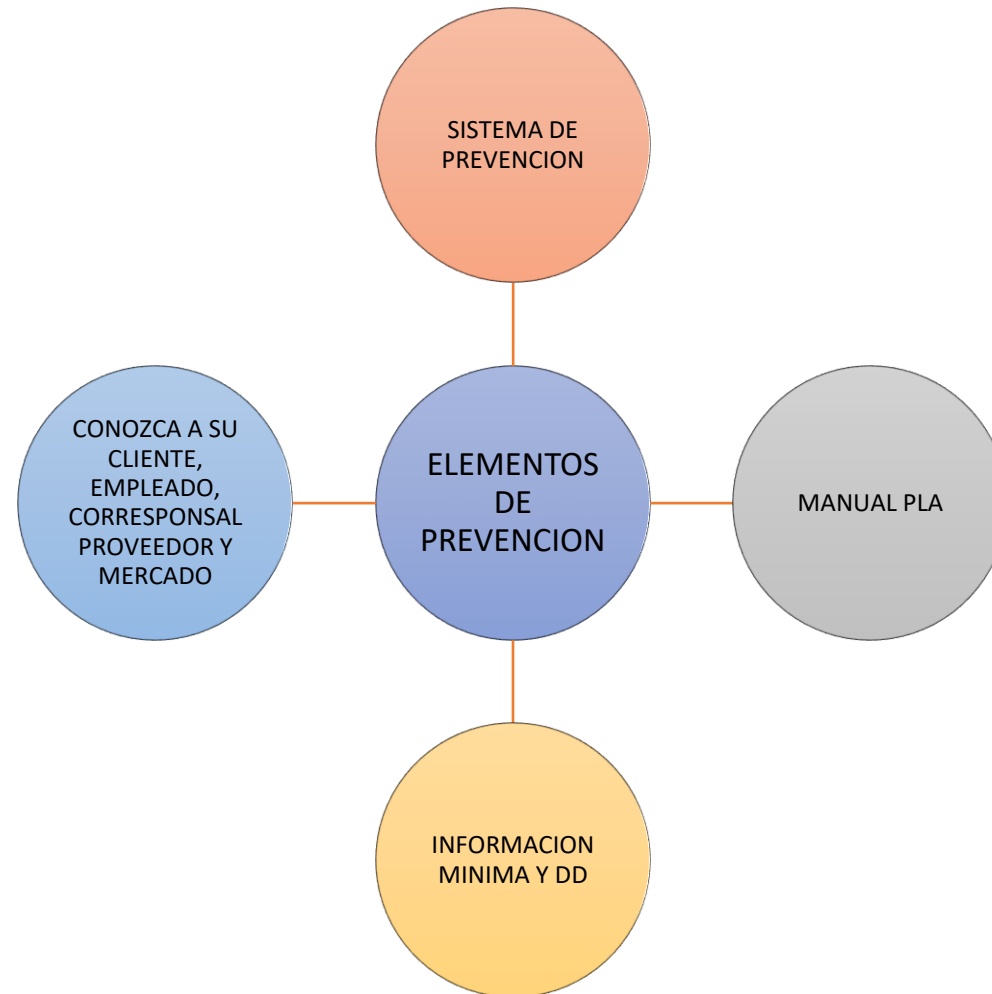 SISTEMA DE
PREVENCION
CONOZCA A SU
CLIENTE,
EMPLEADO,
CORRESPONSAL
PROVEEDOR Y
MERCADO
ELEMENTOS
DE
PREVENCION
MANUAL PLA
INFORMACION
MINIMA Y DD